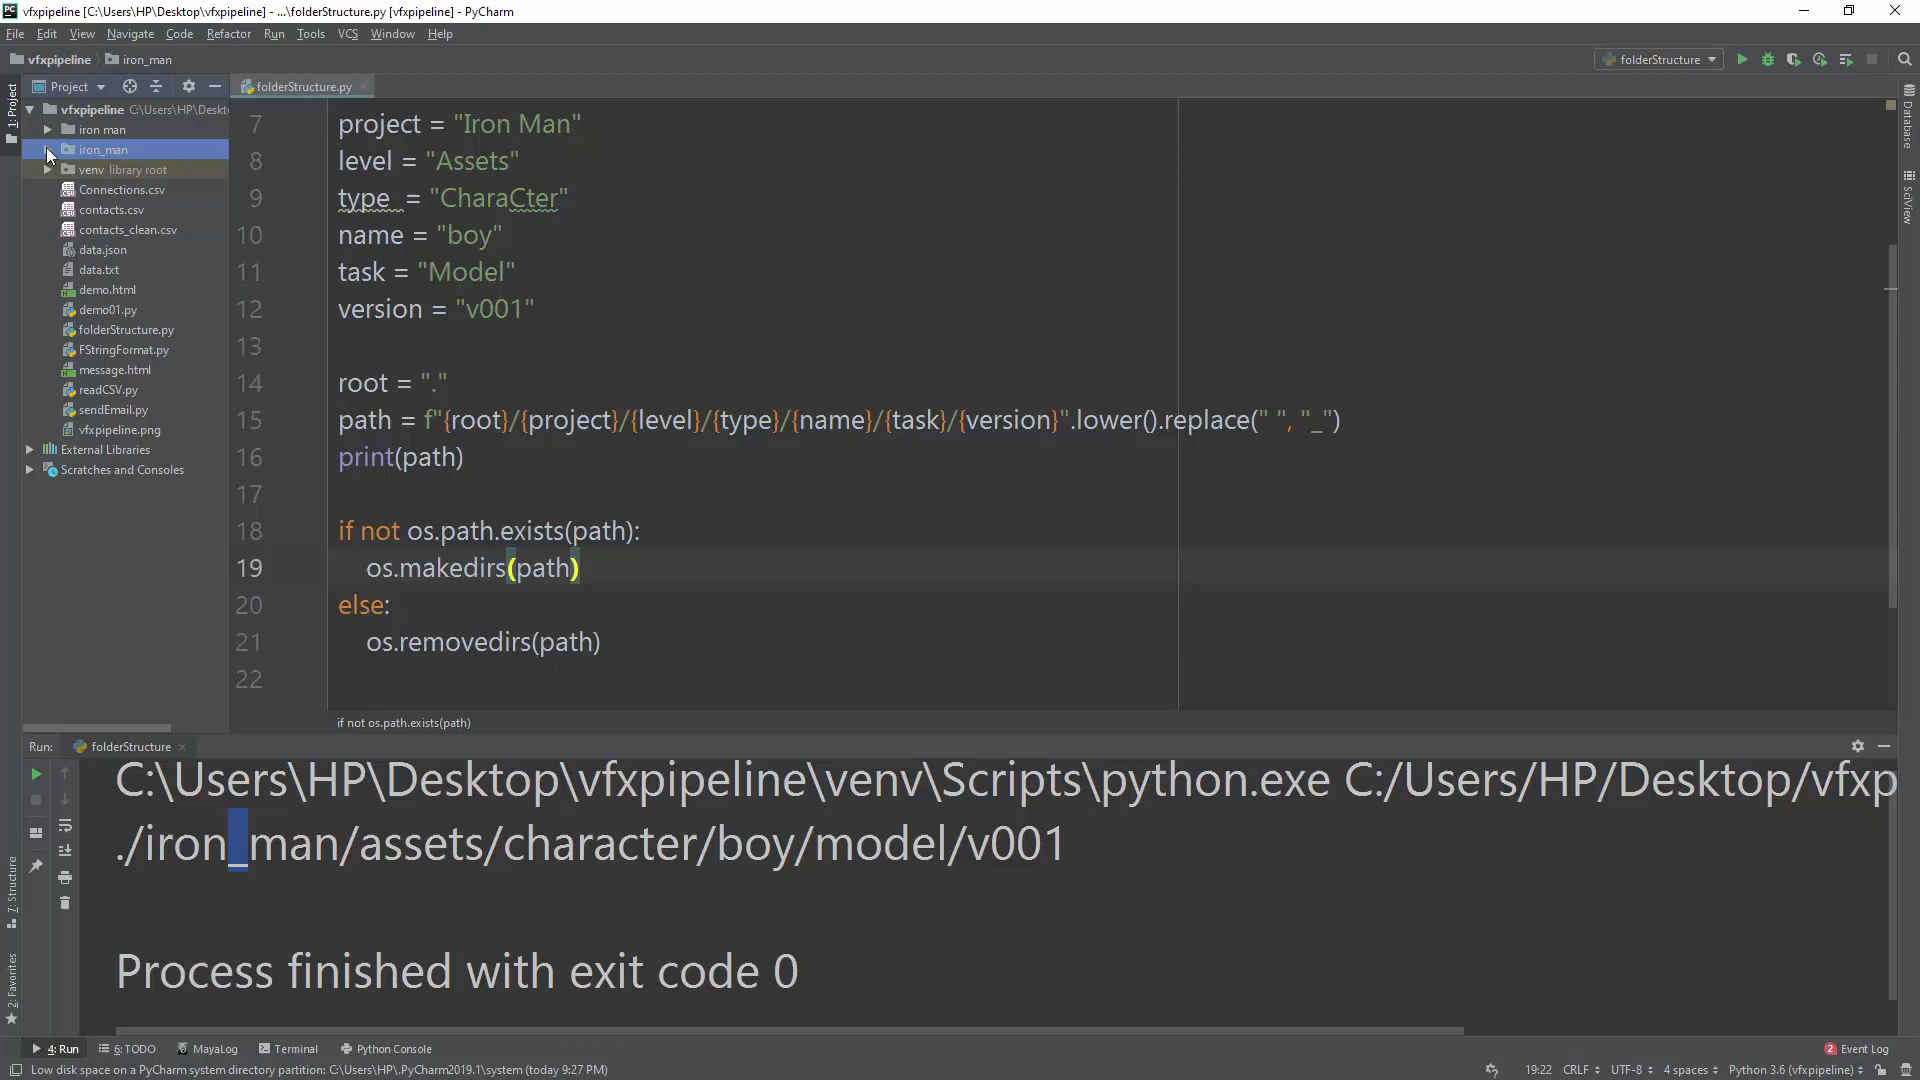 vfxpipeline [C:\Users\HP\Desktop\vfxpipeline] - ...\folderStructure.py [vfxpipeline] - PyCharm
File Edit View Navigate Code Refactor Run Tools VCS Window Help
vfxpipeline iron_man
folderStructure
Project
folderStructure.py
1: Project
vfxpipeline C:\Users\HP\Deskt
iron man
iron_man
venv library root
Connections.csv
contacts.csv
contacts_clean.csv
data.json
data.txt
demo.html
demo01.py
folderStructure.py
FStringFormat.py
message.html
readCSV.py
sendEmail.py
vfxpipeline.png
External Libraries
Scratches and Consoles
7 project = "Iron Man"
8 level = "Assets"
9 type = "CharaCter"
10 name = "boy"
11 task = "Model"
12 version = "v001"
13
14 root = "."
15 path = f"{root}/{project}/{level}/{type}/{name}/{task}/{version}".lower().replace(" ", "_")
16 print(path)
17
18 if not os.path.exists(path):
19 os.makedirs(path)
20 else:
21 os.removedirs(path)
22
if not os.path.exists(path)
Database
SciView
Run: folderStructure
C:\Users\HP\Desktop\vfxpipeline\venv\Scripts\python.exe C:/Users/HP/Desktop/vfxp
./iron_man/assets/character/boy/model/v001
Process finished with exit code 0
7: Structure
2: Favorites
4: Run 6: TODO MayaLog Terminal Python Console
2 Event Log
Low disk space on a PyCharm system directory partition: C:\Users\HP\.PyCharm2019.1\system (today 9:27 PM)
19:22 CRLF UTF-8 4 spaces Python 3.6 (vfxpipeline)